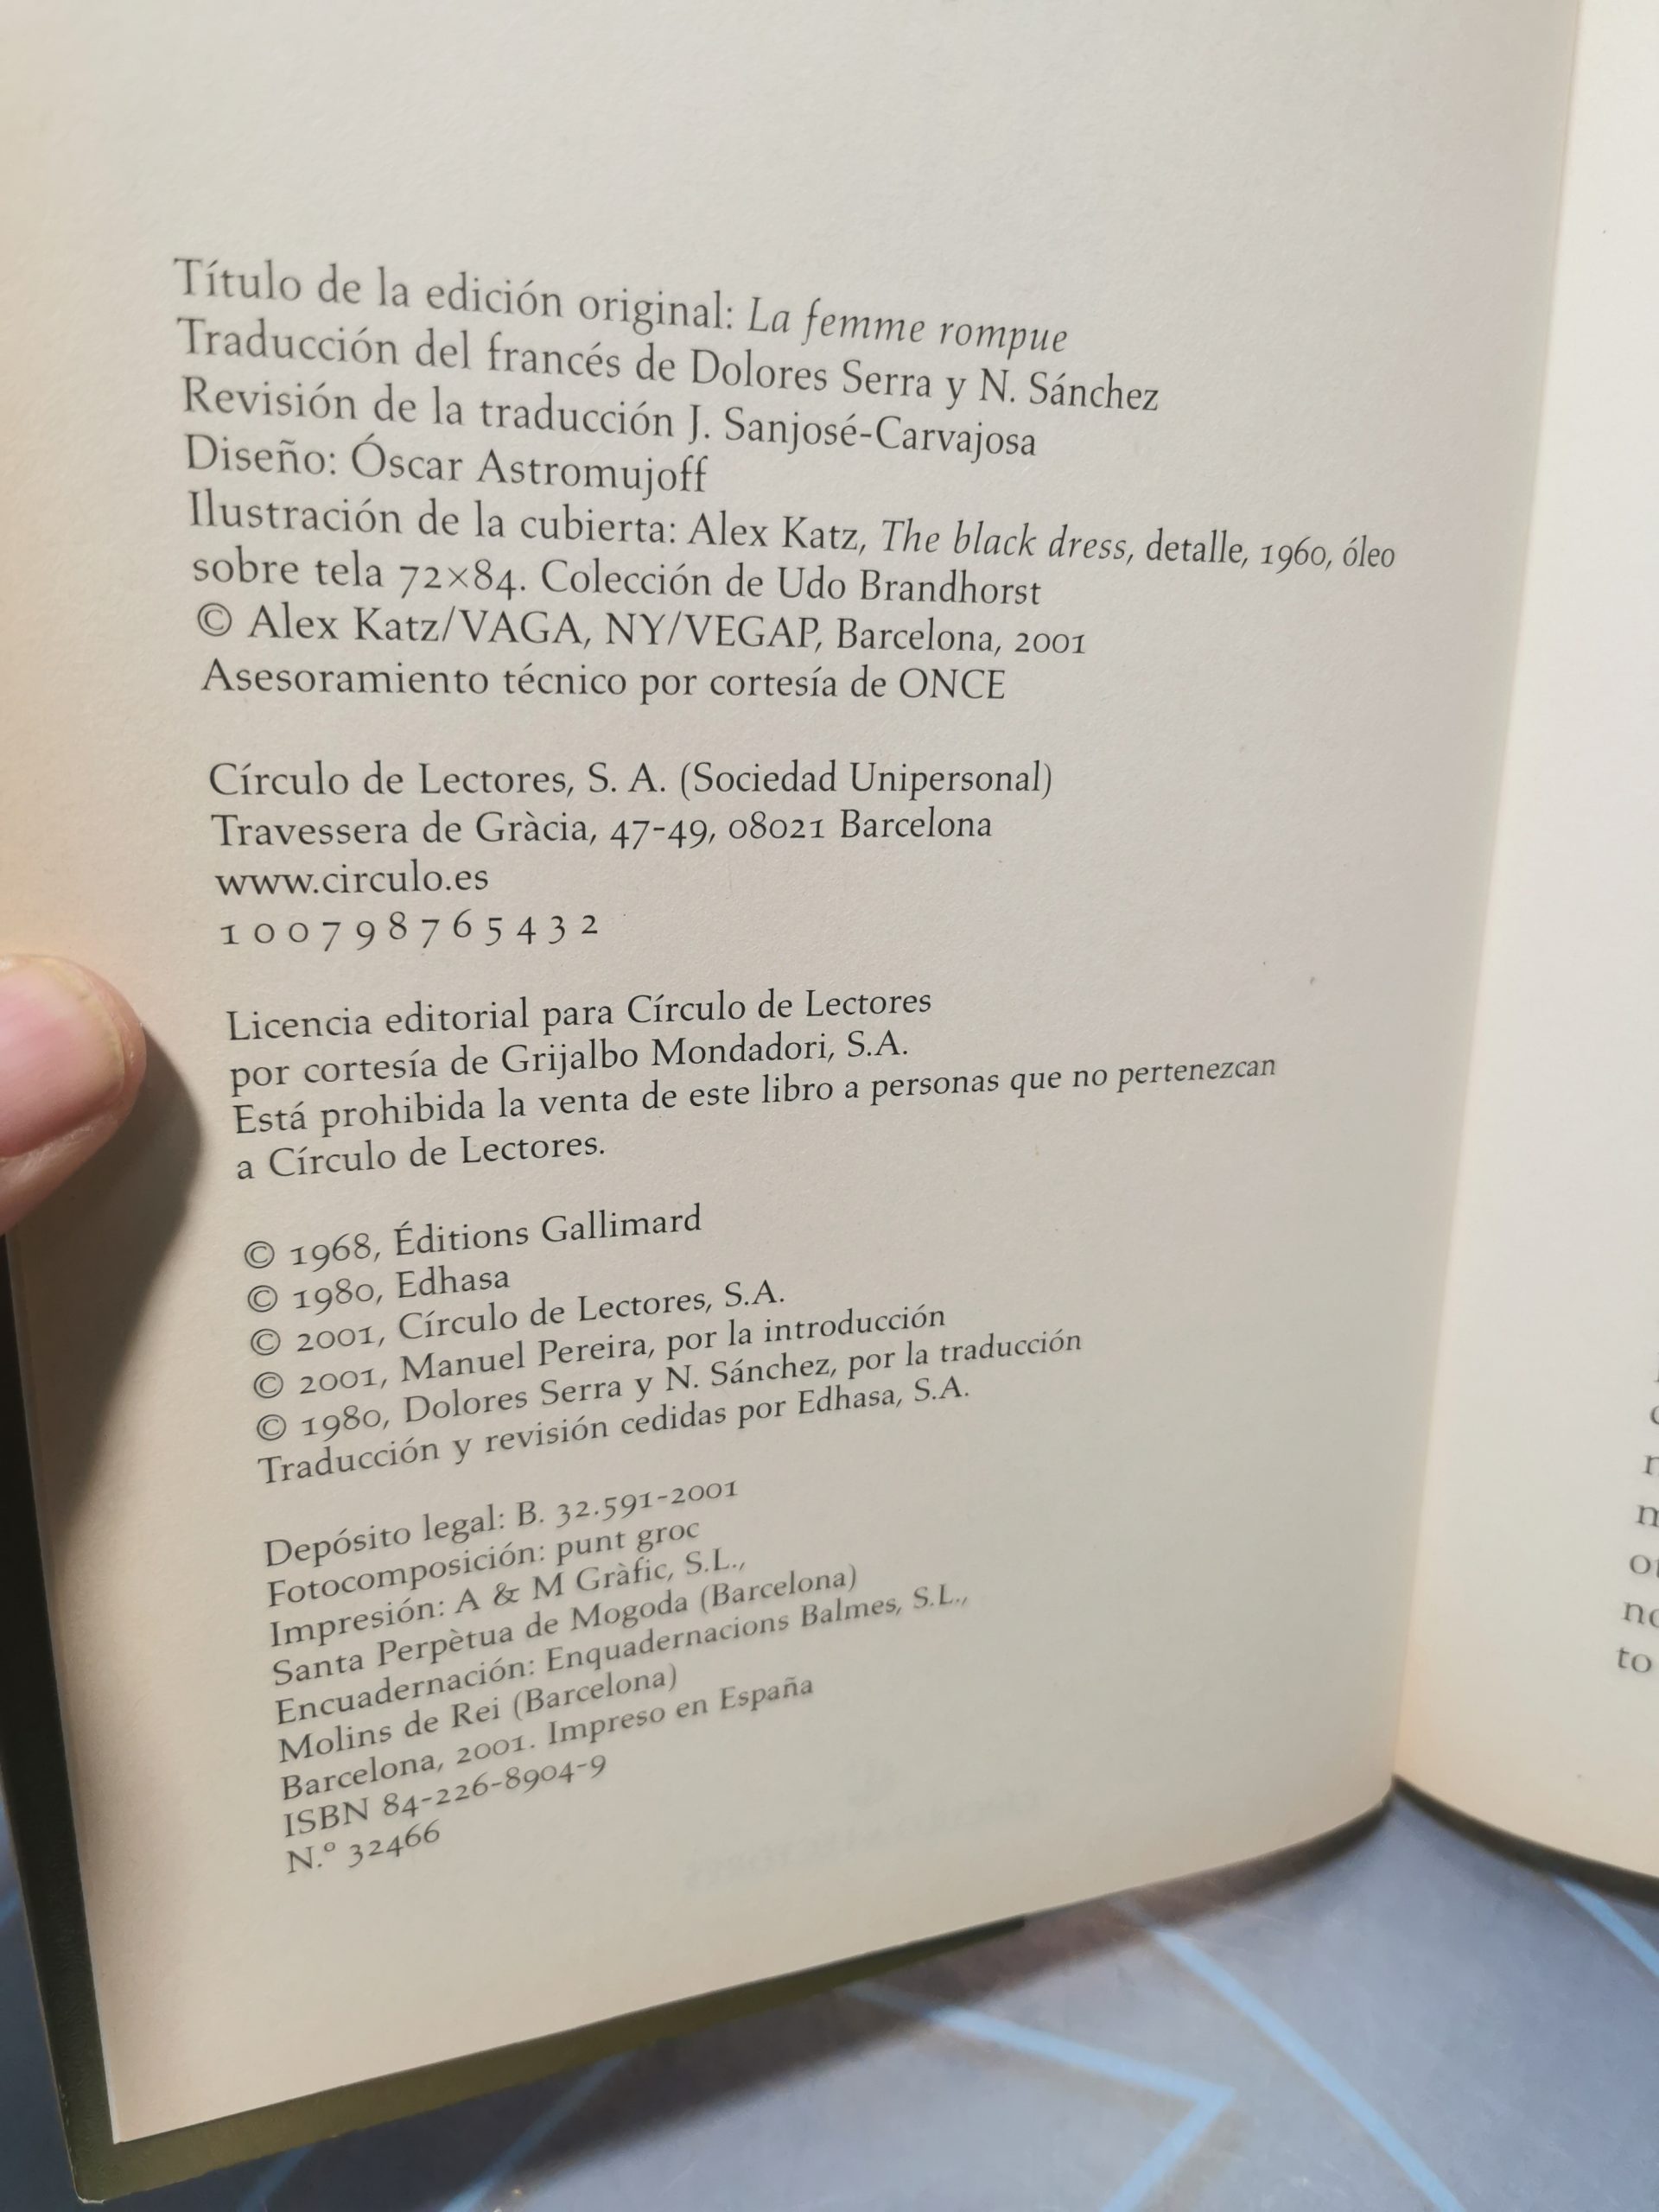 Título de la edición original: La femme rompue
Traducción del francés de Dolores Serra y N. Sánchez
Revisión de la traducción J. Sanjosé-Carvajosa
Diseño: Óscar Astromujoff
Ilustración de la cubierta: Alex Katz, The black dress, detalle, 1960, óleo
sobre tela 72×84. Colección de Udo Brandhorst
© Alex Katz/VAGA, NY/VEGAP, Barcelona, 2001
Asesoramiento técnico por cortesía de ONCE
Círculo de Lectores, S. A. (Sociedad Unipersonal)
Travessera de Gràcia, 47-49, 08021 Barcelona
www.circulo.es
1 0 0 7 9 8 7 6 5 4 3 2
Licencia editorial para Círculo de Lectores
por cortesía de Grijalbo Mondadori, S.A.
Está prohibida la venta de este libro a personas que no pertenezcan
a Círculo de Lectores.
© 1968, Éditions Gallimard
© 1980, Edhasa
© 2001, Círculo de Lectores, S.A.
© 2001, Manuel Pereira, por la introducción
© 1980, Dolores Serra y N. Sánchez, por la traducción
Traducción y revisión cedidas por Edhasa, S.A.
Depósito legal: B. 32.591-2001
Fotocomposición: punt groc
Impresión: A & M Gràfic, S.L.,
Santa Perpètua de Mogoda (Barcelona)
Encuadernación: Enquadernacions Balmes, S.L.,
Molins de Rei (Barcelona)
Barcelona, 2001. Impreso en España
ISBN 84-226-8904-9
N.º 32466
to